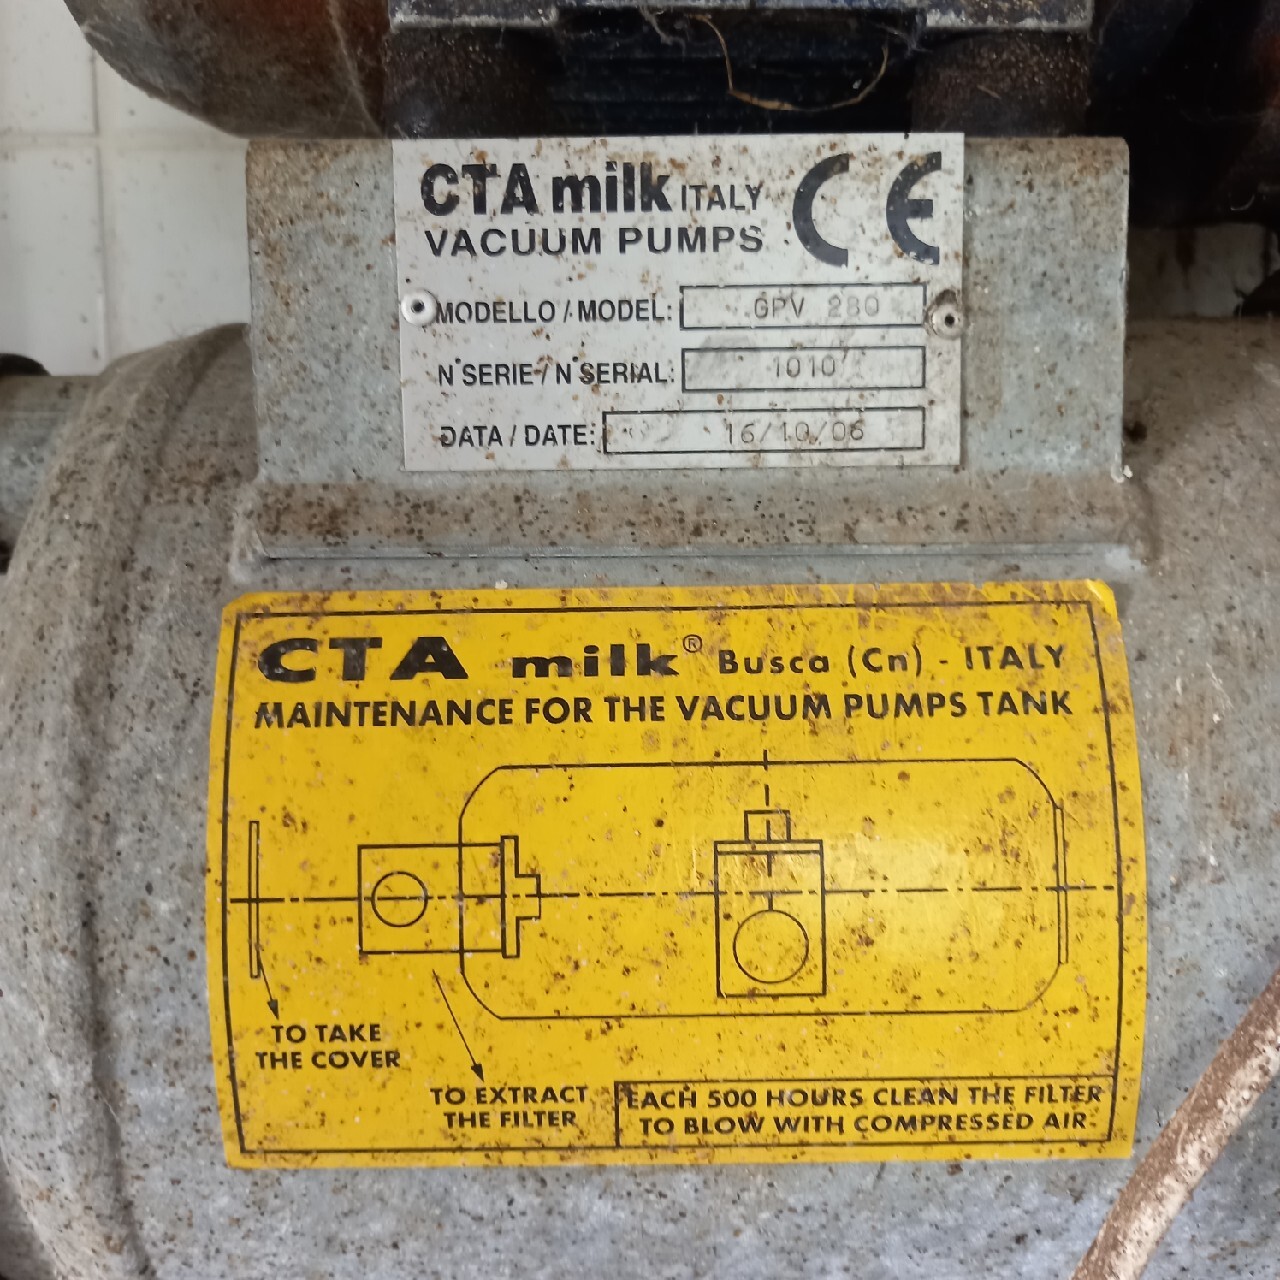 CTA milk ITALY
VACUUM PUMPS CE
MODELLO / MODEL: GPV 280
N° SERIE / N° SERIAL: 1010
DATA / DATE: 16/10/06
CTA milk® Busca (Cn) - ITALY
MAINTENANCE FOR THE VACUUM PUMPS TANK
TO TAKE
THE COVER
TO EXTRACT
THE FILTER
EACH 500 HOURS CLEAN THE FILTER
TO BLOW WITH COMPRESSED AIR.